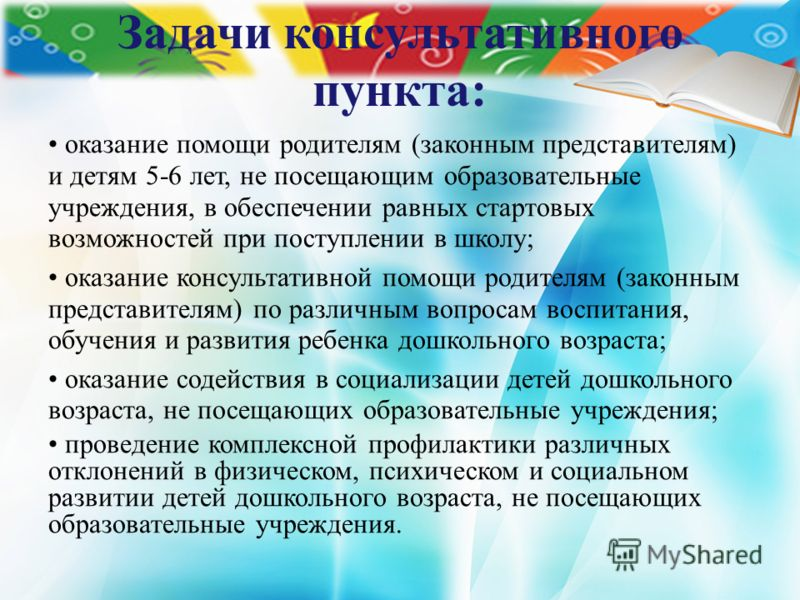 Задачи консультативного
пункта:
• оказание помощи родителям (законным представителям)
и детям 5-6 лет, не посещающим образовательные
учреждения, в обеспечении равных стартовых
возможностей при поступлении в школу;
• оказание консультативной помощи родителям (законным
представителям) по различным вопросам воспитания,
обучения и развития ребенка дошкольного возраста;
• оказание содействия в социализации детей дошкольного
возраста, не посещающих образовательные учреждения;
• проведение комплексной профилактики различных
отклонений в физическом, психическом и социальном
развитии детей дошкольного возраста, не посещающих
образовательные учреждения.
MyShared